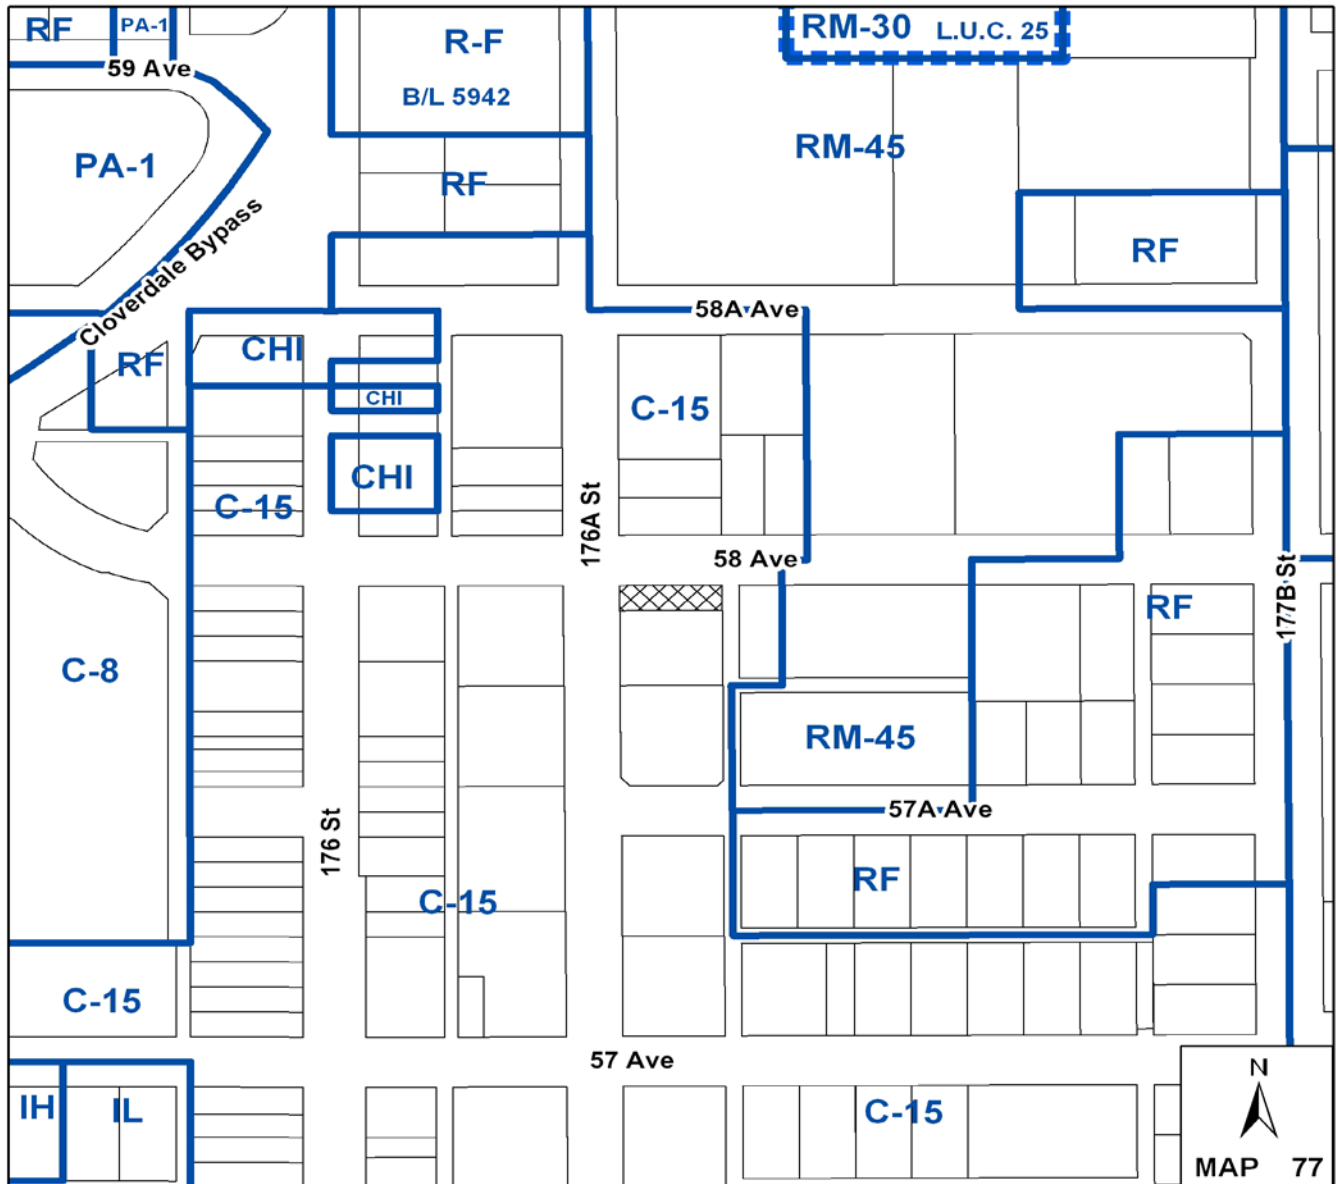 RF
PA-1
R-F
RM-30
L.U.C. 25
59 Ave
B/L 5942
PA-1
RM-45
RF
Cloverdale Bypass
RF
58A Ave
CHI
RF
CHI
C-15
CHI
C-15
176A St
58 Ave
177B St
RF
C-8
RM-45
57A Ave
176 St
RF
C-15
C-15
57 Ave
IH
IL
C-15
N
MAP 77